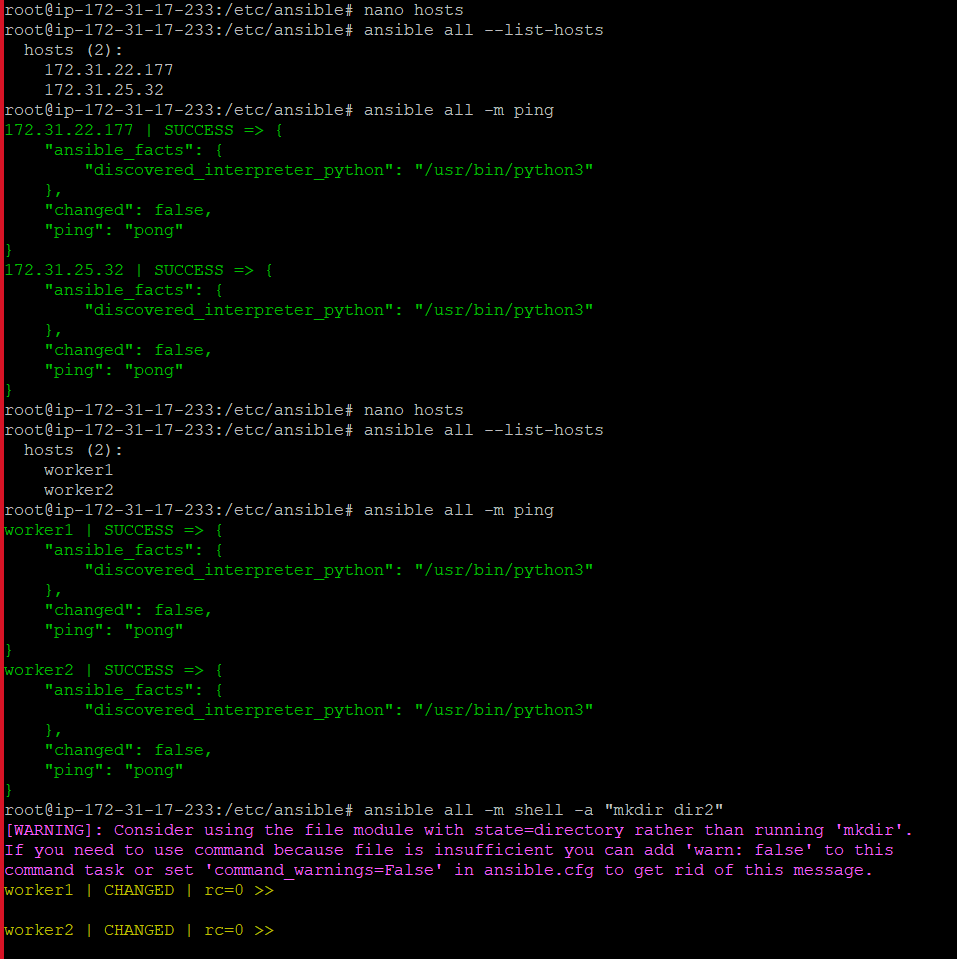 root@ip-172-31-17-233:/etc/ansible# nano hosts
root@ip-172-31-17-233:/etc/ansible# ansible all --list-hosts
  hosts (2):
    172.31.22.177
    172.31.25.32
root@ip-172-31-17-233:/etc/ansible# ansible all -m ping
172.31.22.177 | SUCCESS => {
    "ansible_facts": {
        "discovered_interpreter_python": "/usr/bin/python3"
    },
    "changed": false,
    "ping": "pong"
}
172.31.25.32 | SUCCESS => {
    "ansible_facts": {
        "discovered_interpreter_python": "/usr/bin/python3"
    },
    "changed": false,
    "ping": "pong"
}
root@ip-172-31-17-233:/etc/ansible# nano hosts
root@ip-172-31-17-233:/etc/ansible# ansible all --list-hosts
  hosts (2):
    worker1
    worker2
root@ip-172-31-17-233:/etc/ansible# ansible all -m ping
worker1 | SUCCESS => {
    "ansible_facts": {
        "discovered_interpreter_python": "/usr/bin/python3"
    },
    "changed": false,
    "ping": "pong"
}
worker2 | SUCCESS => {
    "ansible_facts": {
        "discovered_interpreter_python": "/usr/bin/python3"
    },
    "changed": false,
    "ping": "pong"
}
root@ip-172-31-17-233:/etc/ansible# ansible all -m shell -a "mkdir dir2"
[WARNING]: Consider using the file module with state=directory rather than running 'mkdir'.
If you need to use command because file is insufficient you can add 'warn: false' to this
command task or set 'command_warnings=False' in ansible.cfg to get rid of this message.
worker1 | CHANGED | rc=0 >>

worker2 | CHANGED | rc=0 >>